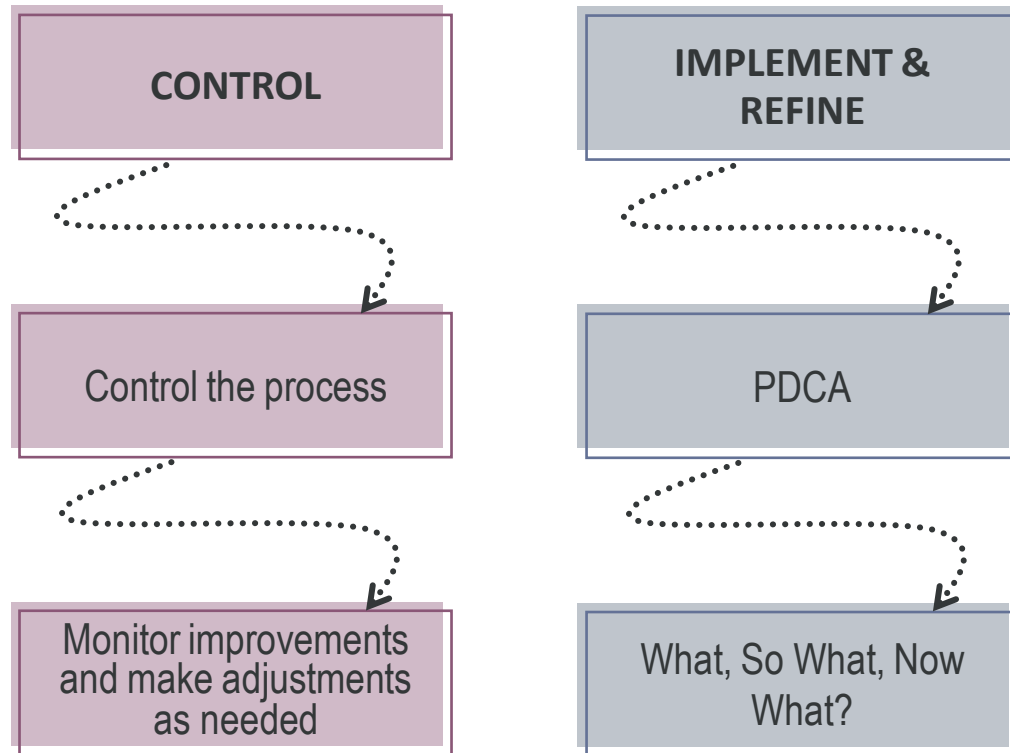 CONTROL
Control the process
Monitor improvements
and make adjustments
as needed
IMPLEMENT &
REFINE
PDCA
What, So What, Now
What?